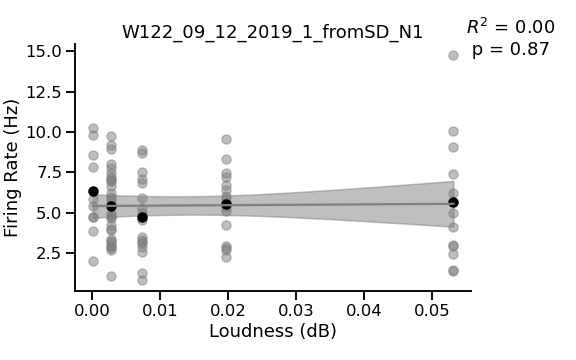 W122_09_12_2019_1_fromSD_N1
R² = 0.00
p = 0.87
15.0
12.5
10.0
7.5
5.0
2.5
Firing Rate (Hz)
0.00 0.01 0.02 0.03 0.04 0.05
Loudness (dB)